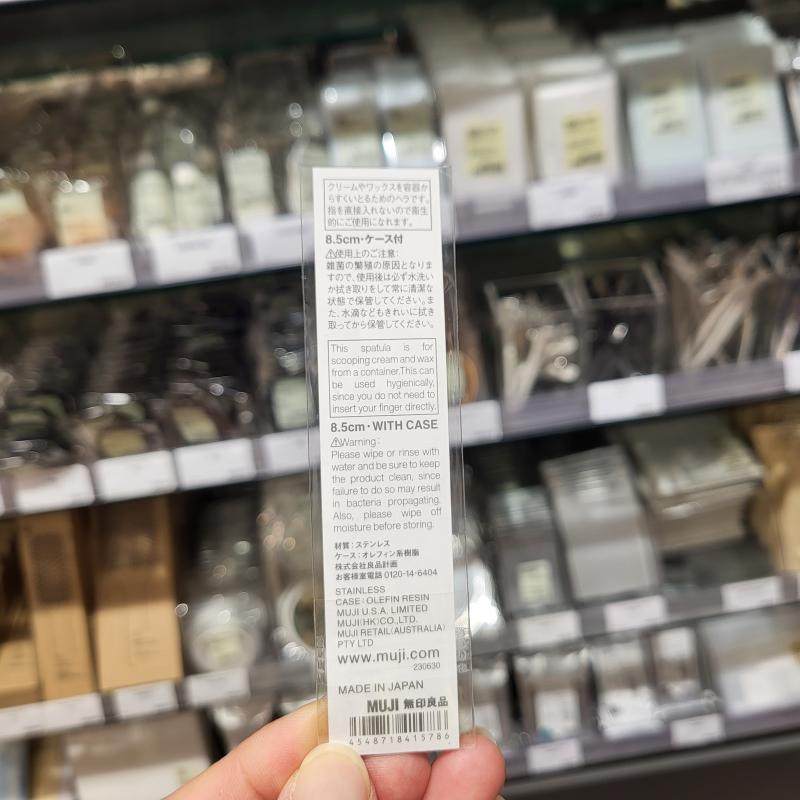 クリームやワックスを容器か
らすくいとるためのヘラです。
指を直接入れないので衛生
的にご使用になれます。
8.5cm・ケース付
⚠使用上のご注意:
雑菌の繁殖の原因となりま
すので、使用後は必ず水洗い
か拭き取りをして常に清潔な
状態で保管してください。ま
た、水滴などもきれいに拭き
取ってから保管してください。
This spatula is for
scooping cream and wax
from a container.This can
be used hygienically,
since you do not need to
insert your finger directly.
8.5cm・WITH CASE
⚠Warning:
Please wipe or rinse with
water and be sure to keep
the product clean, since
failure to do so may result
in bacteria propagating.
Also, please wipe off
moisture before storing.
材質:ステンレス
ケース:オレフィン系樹脂
株式会社良品計画
お客様室電話 0120-14-6404
STAINLESS
CASE:OLEFIN RESIN
MUJI U.S.A. LIMITED
MUJI(HK)CO.,LTD.
MUJI RETAIL(AUSTRALIA)
PTY LTD
www.muji.com
230630
MADE IN JAPAN
MUJI 無印良品
4548718415786